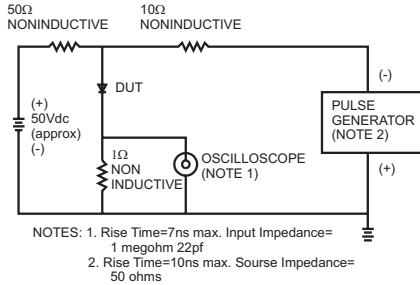 50Ω
NONINDUCTIVE
10Ω
NONINDUCTIVE
(+)
50Vdc
(approx)
(-)
DUT
1Ω
NON
INDUCTIVE
OSCILLOSCOPE
(NOTE 1)
(-)
PULSE
GENERATOR
(NOTE 2)
(+)
NOTES: 1. Rise Time=7ns max. Input Impedance=
1 megohm 22pf
2. Rise Time=10ns max. Sourse Impedance=
50 ohms